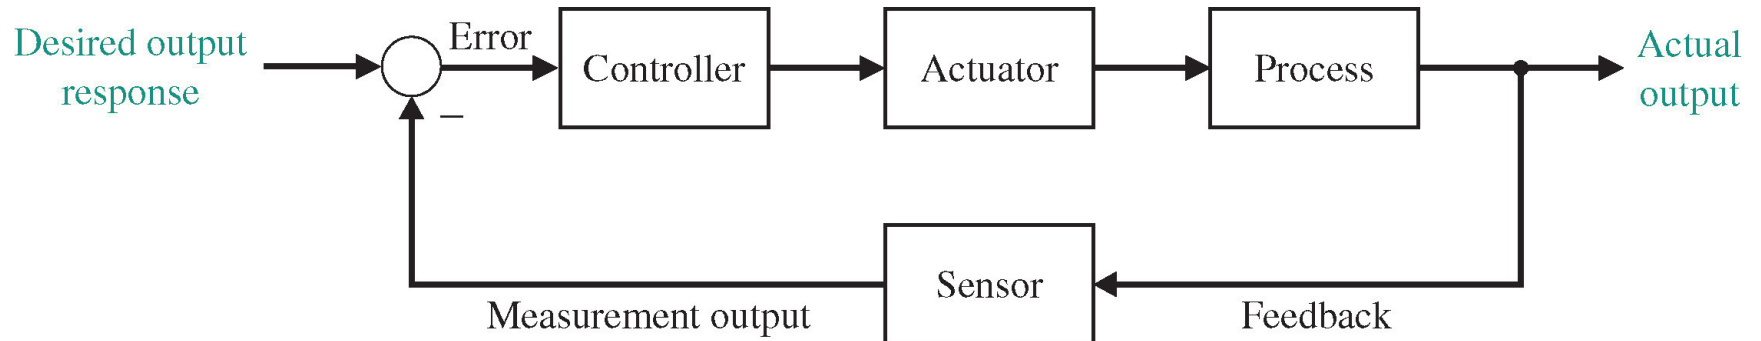 Desired output
response
Error
Controller
Actuator
Process
Actual
output
–
Sensor
Measurement output
Feedback